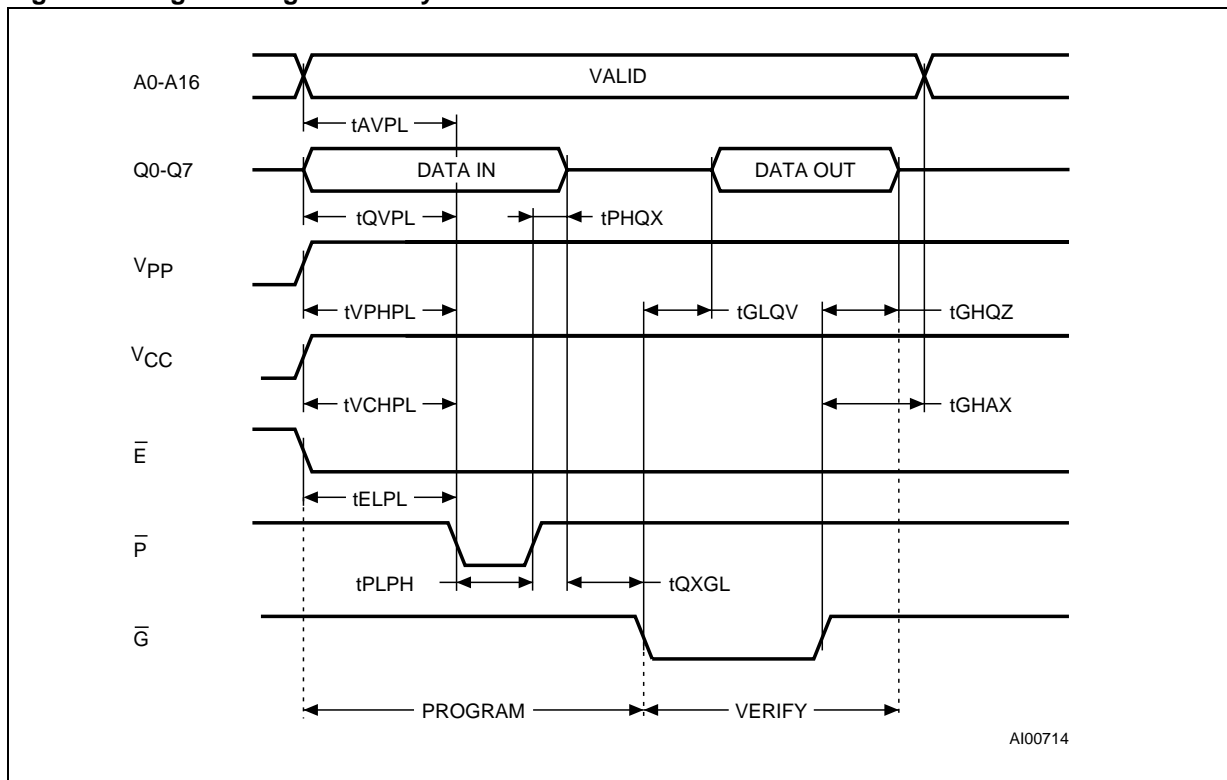 A0-A16
VALID
tAVPL
Q0-Q7
DATA IN
DATA OUT
tQVPL
tPHQX
VPP
tVPHPL
tGLQV
tGHQZ
VCC
tVCHPL
tGHAX
E̅
tELPL
P̅
tPLPH
tQXGL
G̅
PROGRAM
VERIFY
AI00714